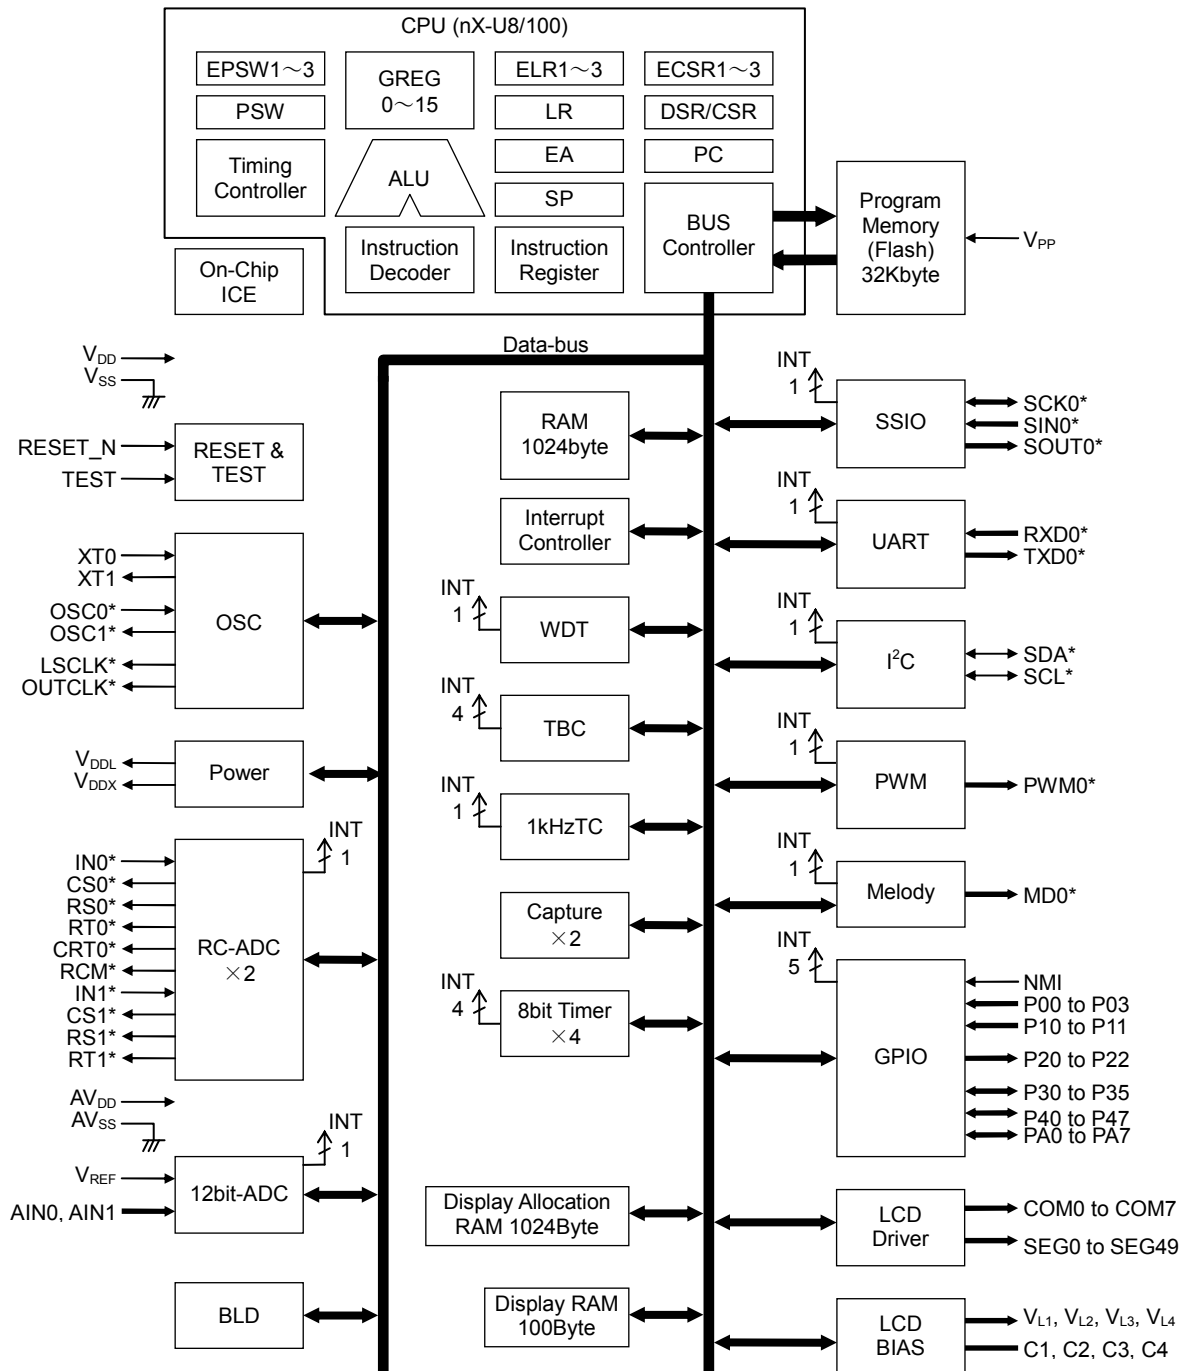 CPU (nX-U8/100)
EPSW1～3
GREG
0～15
ELR1～3
ECSR1～3
PSW
LR
DSR/CSR
Timing
Controller
ALU
EA
PC
SP
BUS
Controller
Program
Memory
(Flash)
32Kbyte
VPP
Instruction
Decoder
Instruction
Register
On-Chip
ICE
Data-bus
VDD
VSS
RESET_N
TEST
RESET &
TEST
XT0
XT1
OSC0*
OSC1*
LSCLK*
OUTCLK*
OSC
VDDL
VDDX
Power
IN0*
CS0*
RS0*
RT0*
CRT0*
RCM*
IN1*
CS1*
RS1*
RT1*
RC-ADC
×2
INT
1
AVDD
AVSS
VREF
AIN0, AIN1
12bit-ADC
INT
1
BLD
RAM
1024byte
Interrupt
Controller
INT
1
WDT
INT
4
TBC
INT
1
1kHzTC
Capture
×2
INT
4
8bit Timer
×4
Display Allocation
RAM 1024Byte
Display RAM
100Byte
INT
1
SSIO
SCK0*
SIN0*
SOUT0*
INT
1
UART
RXD0*
TXD0*
INT
1
I²C
SDA*
SCL*
INT
1
PWM
PWM0*
INT
1
Melody
MD0*
INT
5
GPIO
NMI
P00 to P03
P10 to P11
P20 to P22
P30 to P35
P40 to P47
PA0 to PA7
LCD
Driver
COM0 to COM7
SEG0 to SEG49
LCD
BIAS
VL1, VL2, VL3, VL4
C1, C2, C3, C4